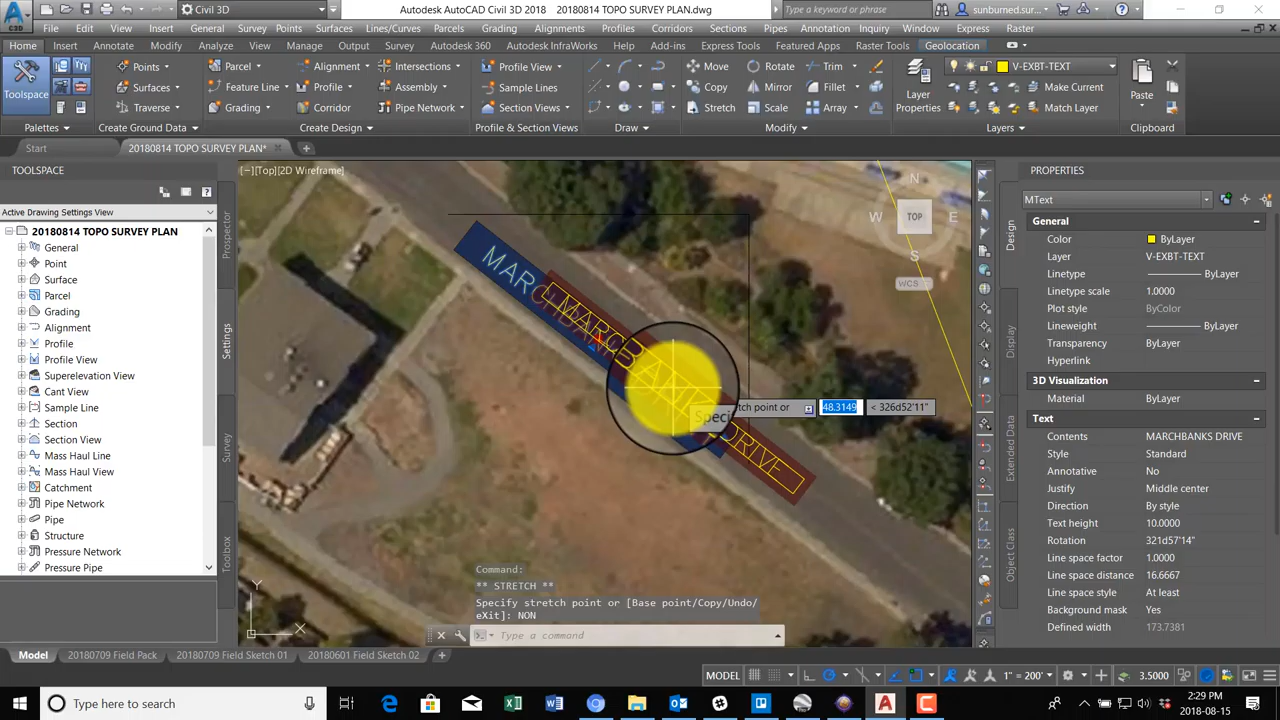 Civil 3D
Autodesk AutoCAD Civil 3D 2018 20180814 TOPO SURVEY PLAN.dwg
Type a keyword or phrase
sunburned.sur...
C3D
File Edit View Insert General Survey Points Surfaces Lines/Curves Parcels Grading Alignments Profiles Corridors Sections Pipes Annotation Inquiry Window Express Raster
Home Insert Annotate Modify Analyze View Manage Output Survey Autodesk 360 Autodesk InfraWorks Help Add-ins Express Tools Featured Apps Raster Tools Geolocation
Toolspace
Points
Surfaces
Traverse
Parcel
Feature Line
Grading
Alignment
Profile
Corridor
Intersections
Assembly
Pipe Network
Profile View
Sample Lines
Section Views
Move
Copy
Stretch
Rotate
Mirror
Scale
Trim
Fillet
Array
Layer Properties
V-EXBT-TEXT
Make Current
Match Layer
Paste
Palettes
Create Ground Data
Create Design
Profile & Section Views
Draw
Modify
Layers
Clipboard
Start
20180814 TOPO SURVEY PLAN*
TOOLSPACE
Active Drawing Settings View
20180814 TOPO SURVEY PLAN
General
Point
Surface
Parcel
Grading
Alignment
Profile
Profile View
Superelevation View
Cant View
Sample Line
Section
Section View
Mass Haul Line
Mass Haul View
Catchment
Pipe Network
Pipe
Structure
Pressure Network
Pressure Pipe
Prospector
Settings
Survey
Toolbox
[−][Top][2D Wireframe]
N
W TOP E
S
WCS
MARCHBANKS DRIVE
Speci
tch point or
48.3149
< 326d52'11"
Y
X
Command:
** STRETCH **
Specify stretch point or [Base point/Copy/Undo/
eXit]: NON
Type a command
PROPERTIES
MText
Design
Display
Extended Data
Object Class
General
Color ByLayer
Layer V-EXBT-TEXT
Linetype ByLayer
Linetype scale 1.0000
Plot style ByColor
Lineweight ByLayer
Transparency ByLayer
Hyperlink
3D Visualization
Material ByLayer
Text
Contents MARCHBANKS DRIVE
Style Standard
Annotative No
Justify Middle center
Direction By style
Text height 10.0000
Rotation 321d57'14"
Line space factor 1.0000
Line space distance 16.6667
Line space style At least
Background mask Yes
Defined width 173.7381
Model 20180709 Field Pack 20180709 Field Sketch 01 20180601 Field Sketch 02
MODEL
1" = 200'
3.5000
Type here to search
2:29 PM
2018-08-15